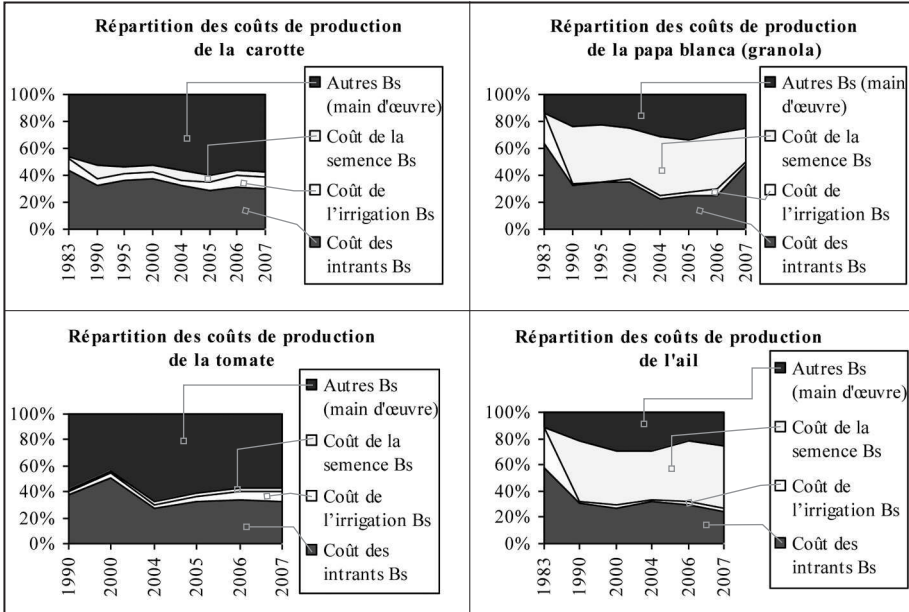 Répartition des coûts de production
de la carotte
100%
80%
60%
40%
20%
0%
1983
1990
1995
2000
2004
2005
2006
2007
Autres Bs
(main d'œuvre)
Coût de la
semence Bs
Coût de
l'irrigation Bs
Coût des
intrants Bs
Répartition des coûts de production
de la papa blanca (granola)
100%
80%
60%
40%
20%
0%
1983
1990
1995
2000
2004
2005
2006
2007
Autres Bs (main
d'œuvre)
Coût de la
semence Bs
Coût de
l'irrigation Bs
Coût des
intrants Bs
Répartition des coûts de production
de la tomate
100%
80%
60%
40%
20%
0%
1990
2000
2004
2005
2006
2007
Autres Bs
(main d'œuvre)
Coût de la
semence Bs
Coût de
l'irrigation Bs
Coût des
intrants Bs
Répartition des coûts de production
de l'ail
100%
80%
60%
40%
20%
0%
1983
1990
2000
2004
2006
2007
Autres Bs
(main d'œuvre)
Coût de la
semence Bs
Coût de
l'irrigation Bs
Coût des
intrants Bs